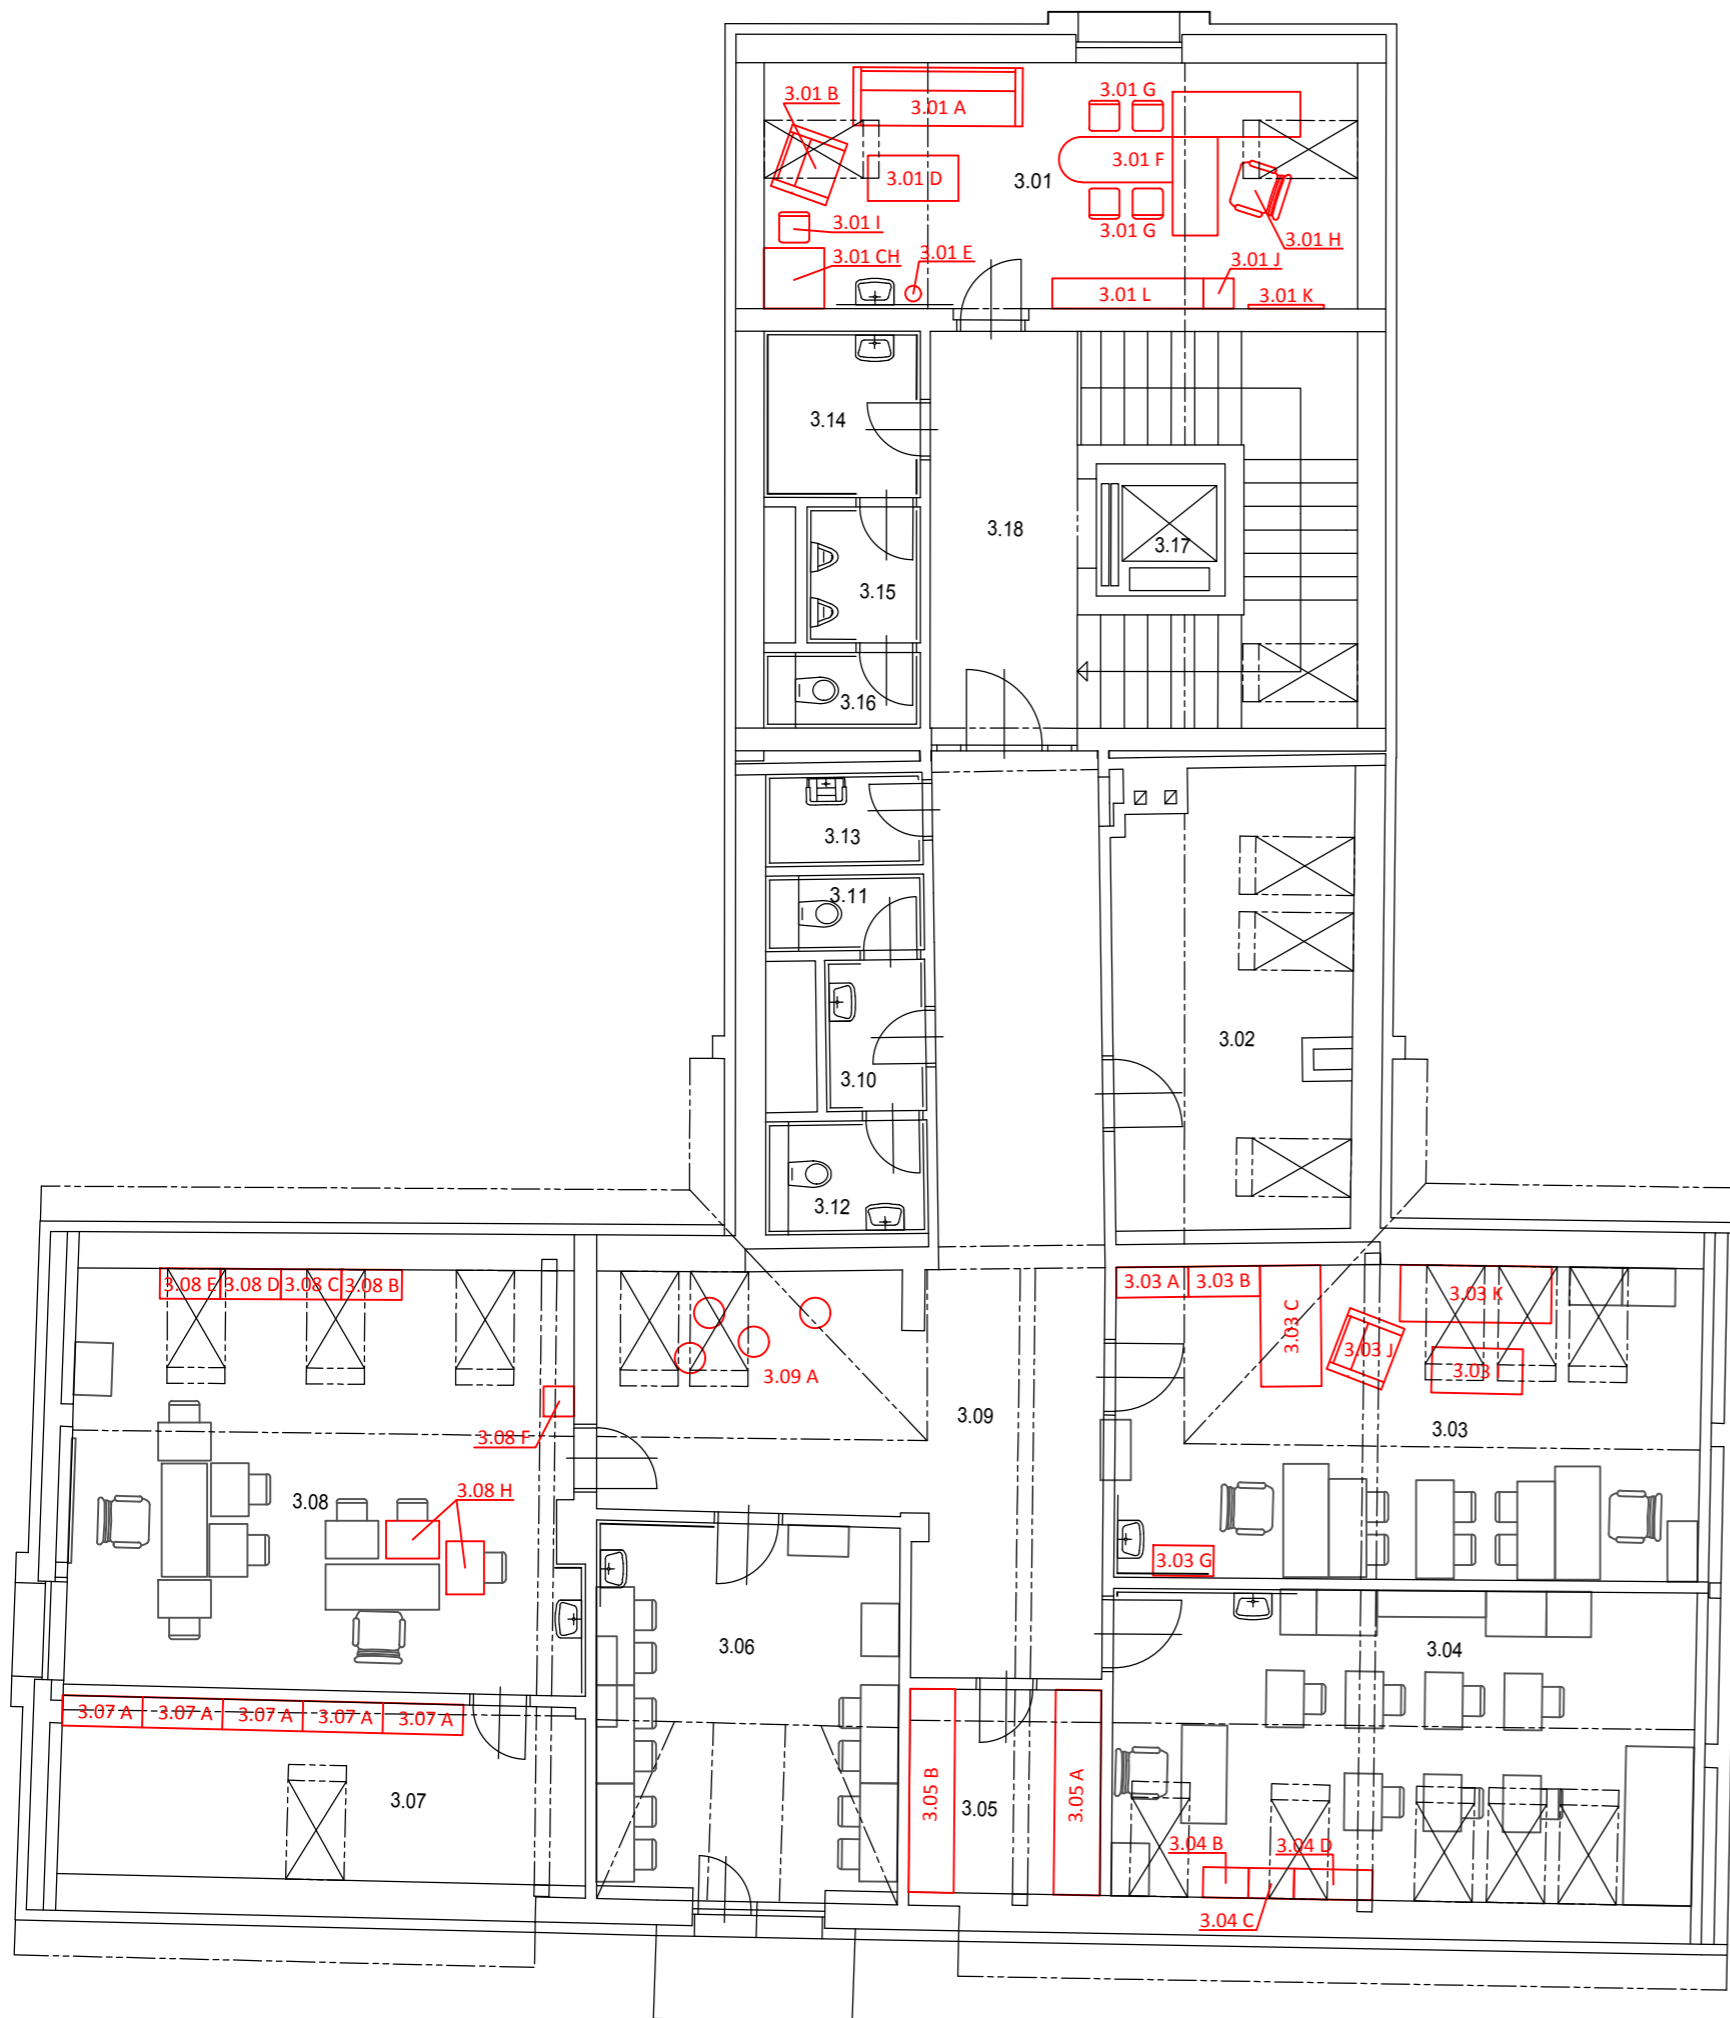 3.01 B
3.01 A
3.01 G
3.01 D
3.01
3.01 F
3.01 I
3.01 G
3.01 H
3.01 CH
3.01 E
3.01 J
3.01 L
3.01 K
3.14
3.18
3.17
3.15
3.16
3.13
3.11
3.02
3.10
3.12
3.08 E
3.08 D
3.08 C
3.08 B
3.09 A
3.03 A
3.03 B
3.03 C
3.03 K
3.03 J
3.03 I
3.09
3.03
3.08 F
3.08 H
3.08
3.03 G
3.06
3.04
3.07 A
3.07 A
3.07 A
3.07 A
3.07 A
3.07
3.05 B
3.05
3.05 A
3.04 B
3.04 D
3.04 C